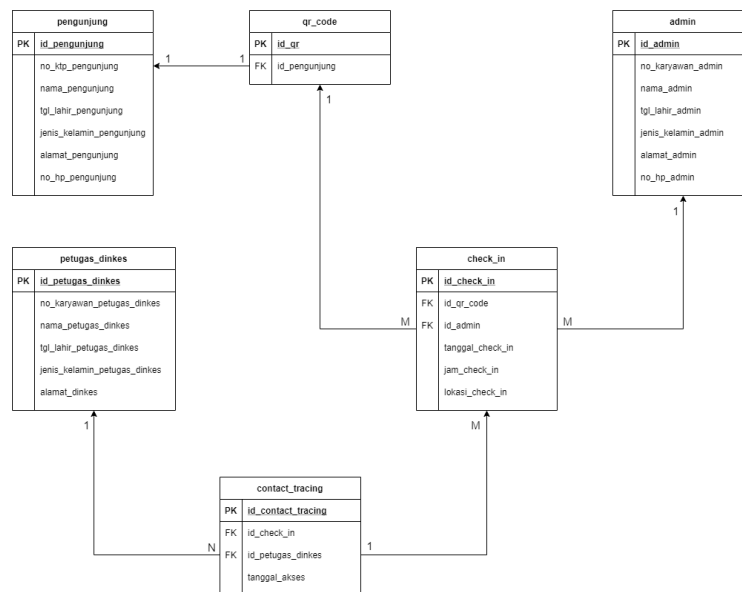 pengunjung
PK id_pengunjung
no_ktp_pengunjung
nama_pengunjung
tgl_lahir_pengunjung
jenis_kelamin_pengunjung
alamat_pengunjung
no_hp_pengunjung
1
1
qr_code
PK id_qr
FK id_pengunjung
1
admin
PK id_admin
no_karyawan_admin
nama_admin
tgl_lahir_admin
jenis_kelamin_admin
alamat_admin
no_hp_admin
1
petugas_dinkes
PK id_petugas_dinkes
no_karyawan_petugas_dinkes
nama_petugas_dinkes
tgl_lahir_petugas_dinkes
jenis_kelamin_petugas_dinkes
alamat_dinkes
1
check_in
PK id_check_in
FK id_qr_code
FK id_admin
tanggal_check_in
jam_check_in
lokasi_check_in
M
M
M
contact_tracing
PK id_contact_tracing
FK id_check_in
FK id_petugas_dinkes
tanggal_akses
N
1